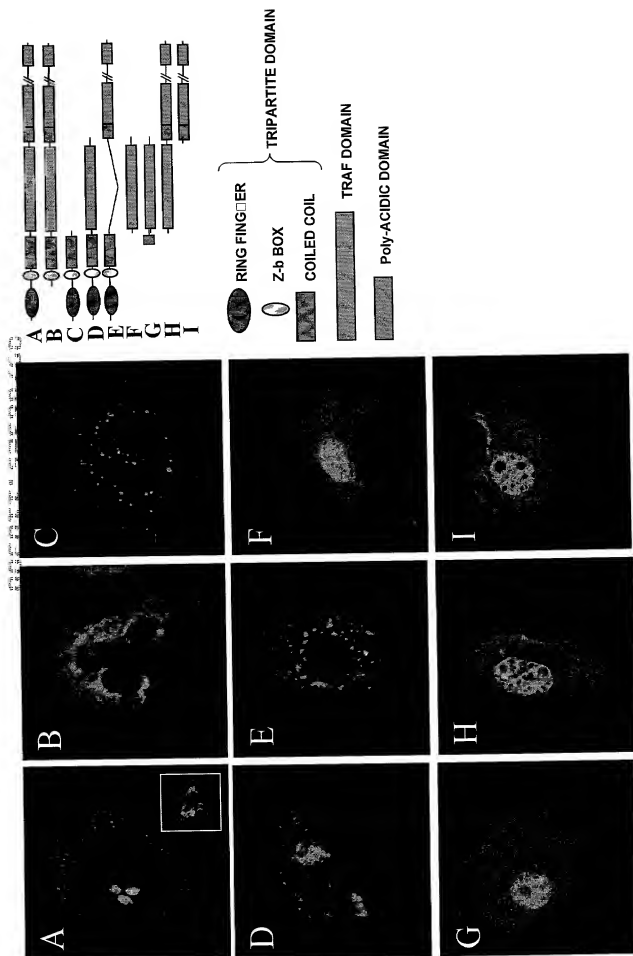 A
B
C
D
E
F
G
H
I
A
B
C
D
E
F
G
H
I
RING FING□ER
Z-b BOX
COILED COIL
TRIPARTITE DOMAIN
TRAF DOMAIN
Poly-ACIDIC DOMAIN